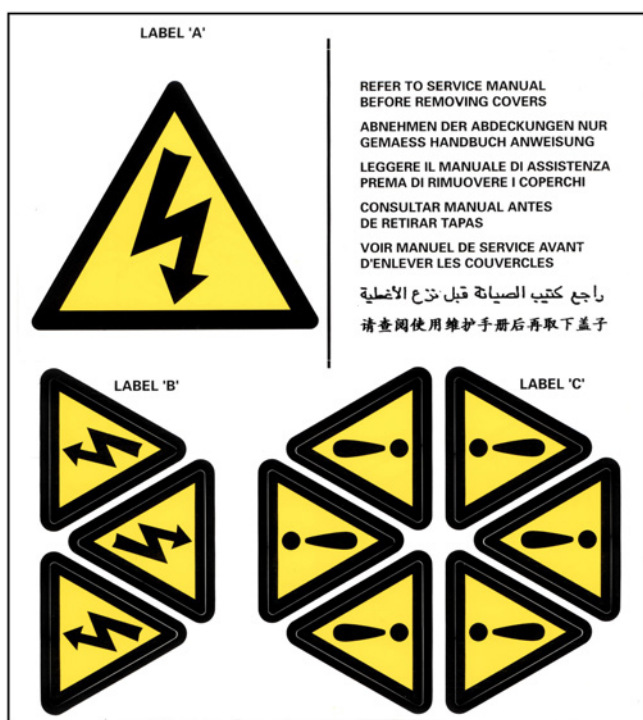 LABEL 'A'
REFER TO SERVICE MANUAL
BEFORE REMOVING COVERS
ABNEHMEN DER ABDECKUNGEN NUR
GEMAESS HANDBUCH ANWEISUNG
LEGGERE IL MANUALE DI ASSISTENZA
PREMA DI RIMUOVERE I COPERCHI
CONSULTAR MANUAL ANTES
DE RETIRAR TAPAS
VOIR MANUEL DE SERVICE AVANT
D'ENLEVER LES COUVERCLES
راجع كتيب الصيانة قبل نزع الأغطية
请查阅使用维护手册后再取下盖子
LABEL 'B'
LABEL 'C'